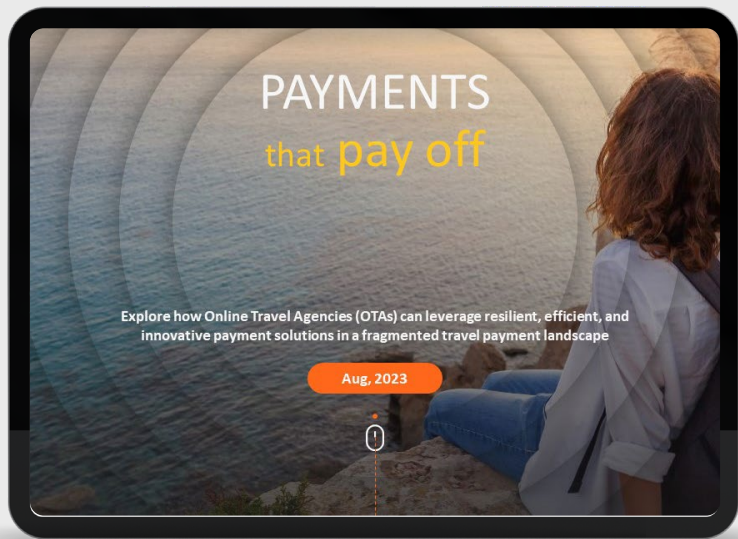 PAYMENTS
that pay off
Explore how Online Travel Agencies (OTAs) can leverage resilient, efficient, and
innovative payment solutions in a fragmented travel payment landscape
Aug, 2023